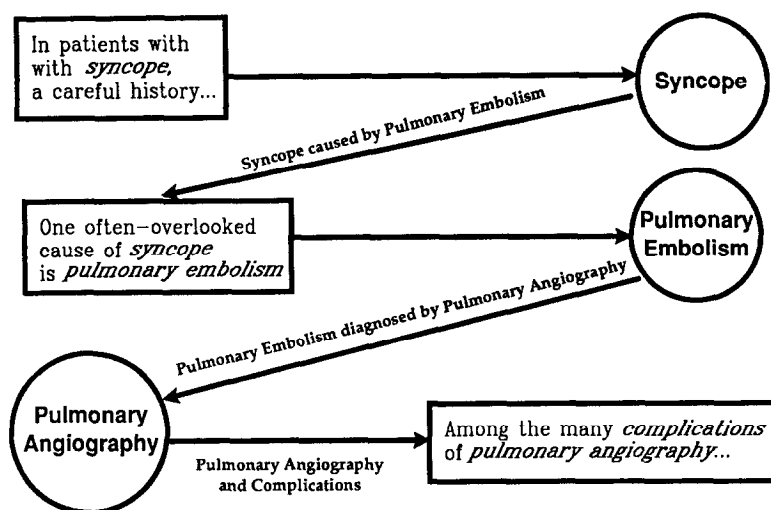 In patients with
with syncope,
a careful history...
Syncope
Syncope caused by Pulmonary Embolism
One often-overlooked
cause of syncope
is pulmonary embolism
Pulmonary
Embolism
Pulmonary Embolism diagnosed by Pulmonary Angiography
Pulmonary
Angiography
Pulmonary Angiography
and Complications
Among the many complications
of pulmonary angiography...